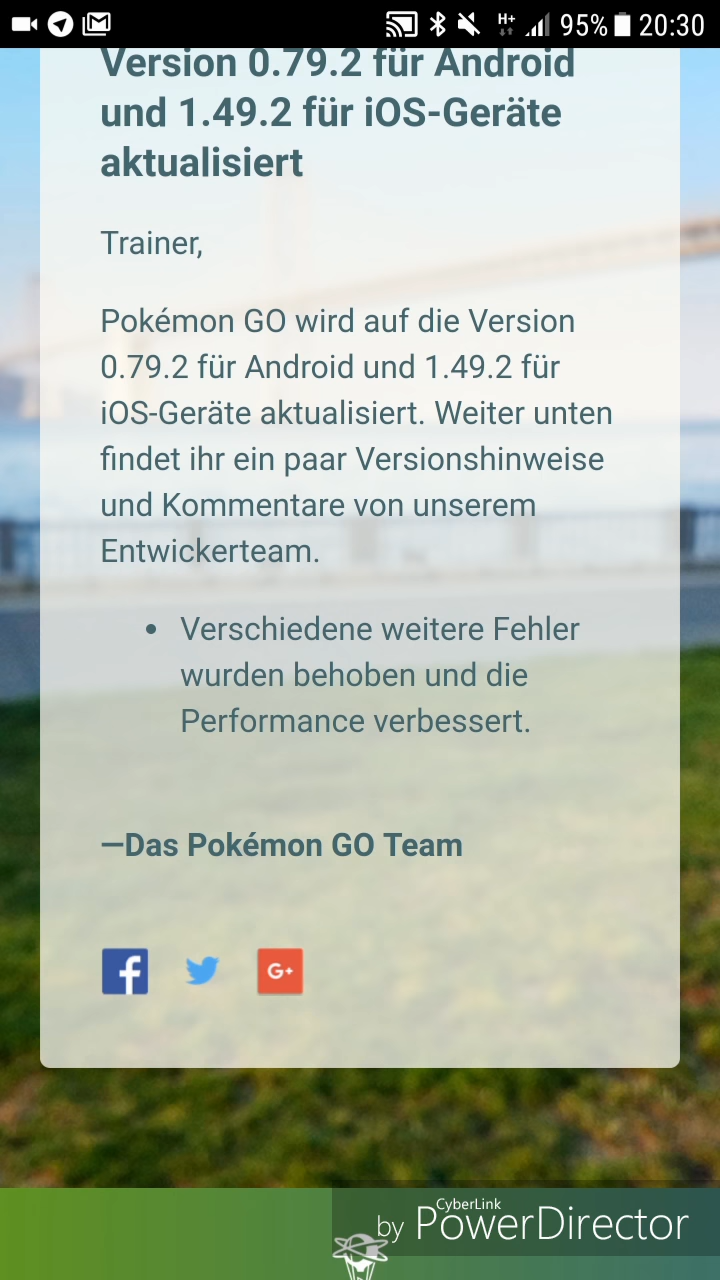 H+
95%
20:30
Version 0.79.2 für Android
und 1.49.2 für iOS-Geräte
aktualisiert
Trainer,
Pokémon GO wird auf die Version
0.79.2 für Android und 1.49.2 für
iOS-Geräte aktualisiert. Weiter unten
findet ihr ein paar Versionshinweise
und Kommentare von unserem
Entwickerteam.
• Verschiedene weitere Fehler
wurden behoben und die
Performance verbessert.
—Das Pokémon GO Team
f
G+
CyberLink
by PowerDirector